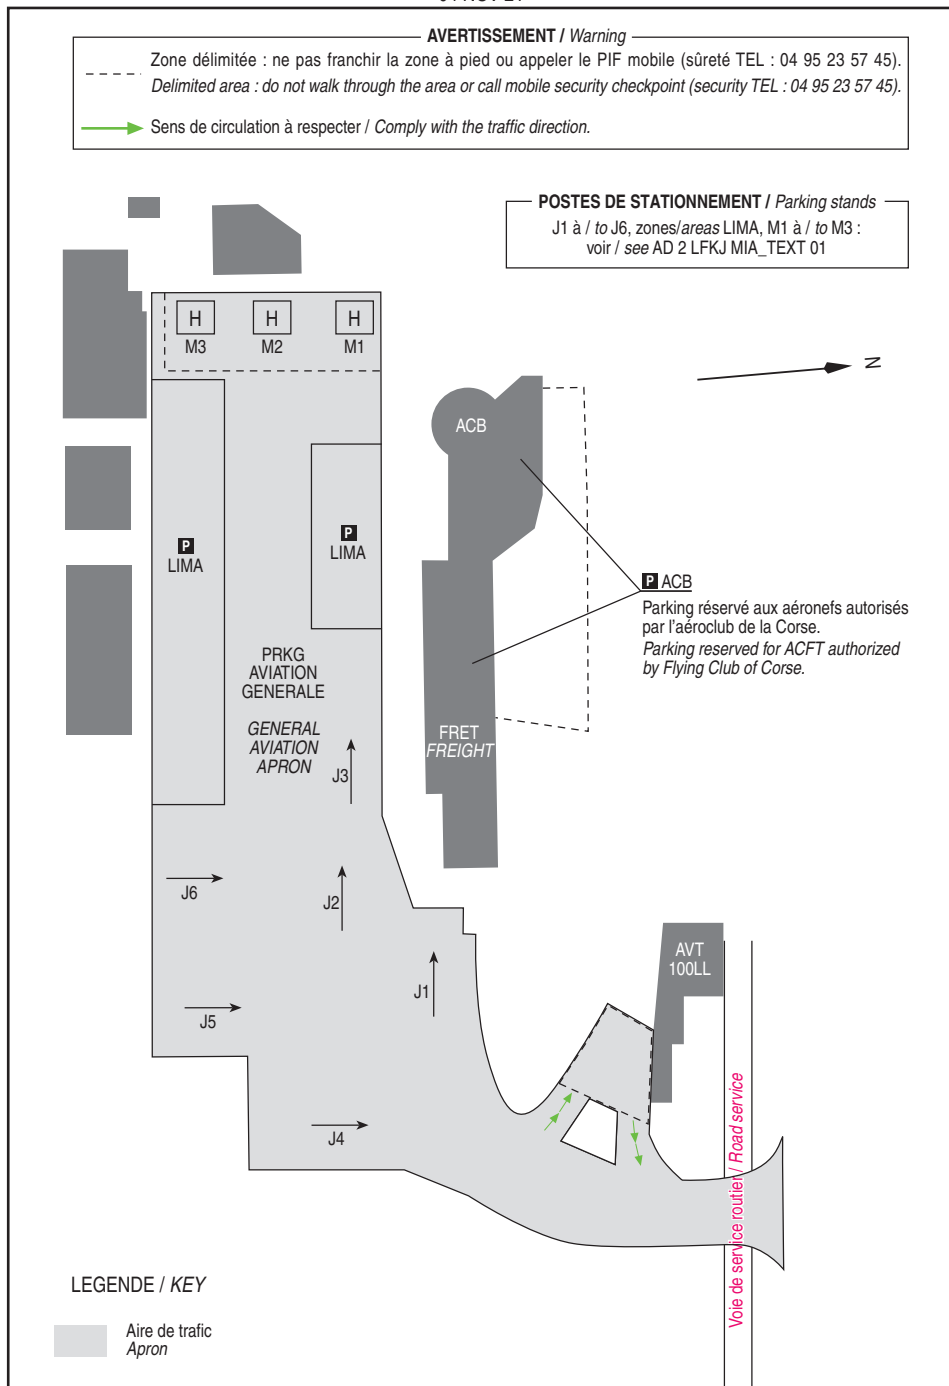 AVERTISSEMENT / Warning
Zone délimitée : ne pas franchir la zone à pied ou appeler le PIF mobile (sûreté TEL : 04 95 23 57 45).
Delimited area : do not walk through the area or call mobile security checkpoint (security TEL : 04 95 23 57 45).
Sens de circulation à respecter / Comply with the traffic direction.
POSTES DE STATIONNEMENT / Parking stands
J1 à / to J6, zones/areas LIMA, M1 à / to M3 :
voir / see AD 2 LFKJ MIA_TEXT 01
H H H
M3 M2 M1
N
ACB
P
LIMA
P
LIMA
P ACB
Parking réservé aux aéronefs autorisés
par l'aéroclub de la Corse.
Parking reserved for ACFT authorized
by Flying Club of Corse.
PRKG
AVIATION
GENERALE
GENERAL
AVIATION
APRON
FRET
FREIGHT
J3
J6
J2
AVT
100LL
J1
J5
J4
Voie de service routier / Road service
LEGENDE / KEY
Aire de trafic
Apron